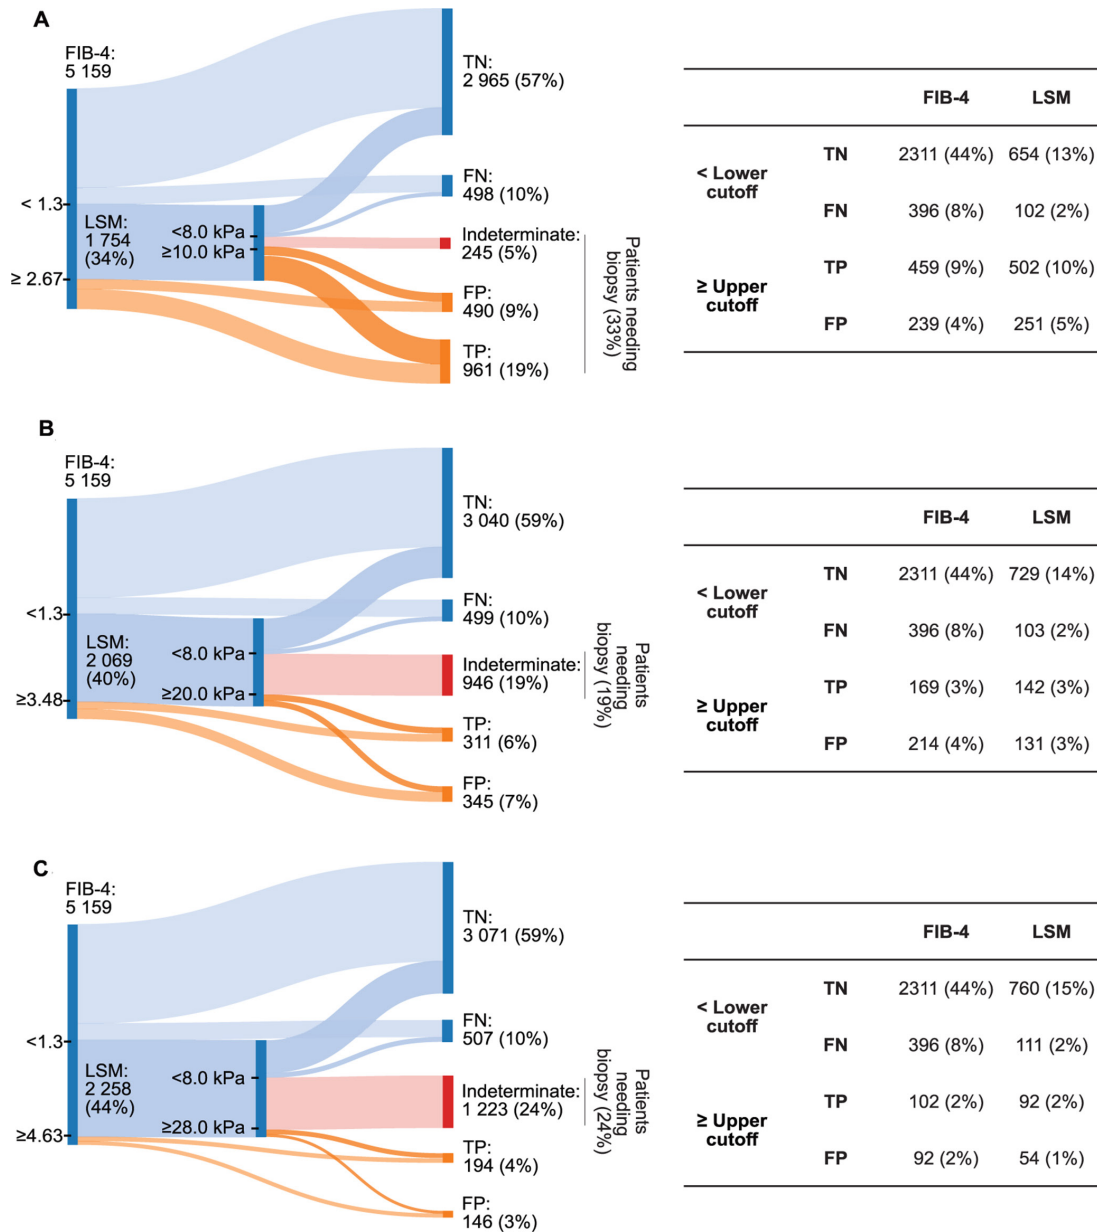 A
FIB-4:
5 159
< 1.3
≥ 2.67
LSM:
1 754
(34%)
<8.0 kPa
≥10.0 kPa
TN:
2 965 (57%)
FN:
498 (10%)
Indeterminate:
245 (5%)
FP:
490 (9%)
TP:
961 (19%)
Patients needing
biopsy (33%)
FIB-4 LSM
< Lower
cutoff
TN 2311 (44%) 654 (13%)
FN 396 (8%) 102 (2%)
≥ Upper
cutoff
TP 459 (9%) 502 (10%)
FP 239 (4%) 251 (5%)
B
FIB-4:
5 159
<1.3
≥3.48
LSM:
2 069
(40%)
<8.0 kPa
≥20.0 kPa
TN:
3 040 (59%)
FN:
499 (10%)
Indeterminate:
946 (19%)
TP:
311 (6%)
FP:
345 (7%)
Patients
needing
biopsy (19%)
FIB-4 LSM
< Lower
cutoff
TN 2311 (44%) 729 (14%)
FN 396 (8%) 103 (2%)
≥ Upper
cutoff
TP 169 (3%) 142 (3%)
FP 214 (4%) 131 (3%)
C
FIB-4:
5 159
<1.3
≥4.63
LSM:
2 258
(44%)
<8.0 kPa
≥28.0 kPa
TN:
3 071 (59%)
FN:
507 (10%)
Indeterminate:
1 223 (24%)
TP:
194 (4%)
FP:
146 (3%)
Patients
needing
biopsy (24%)
FIB-4 LSM
< Lower
cutoff
TN 2311 (44%) 760 (15%)
FN 396 (8%) 111 (2%)
≥ Upper
cutoff
TP 102 (2%) 92 (2%)
FP 92 (2%) 54 (1%)